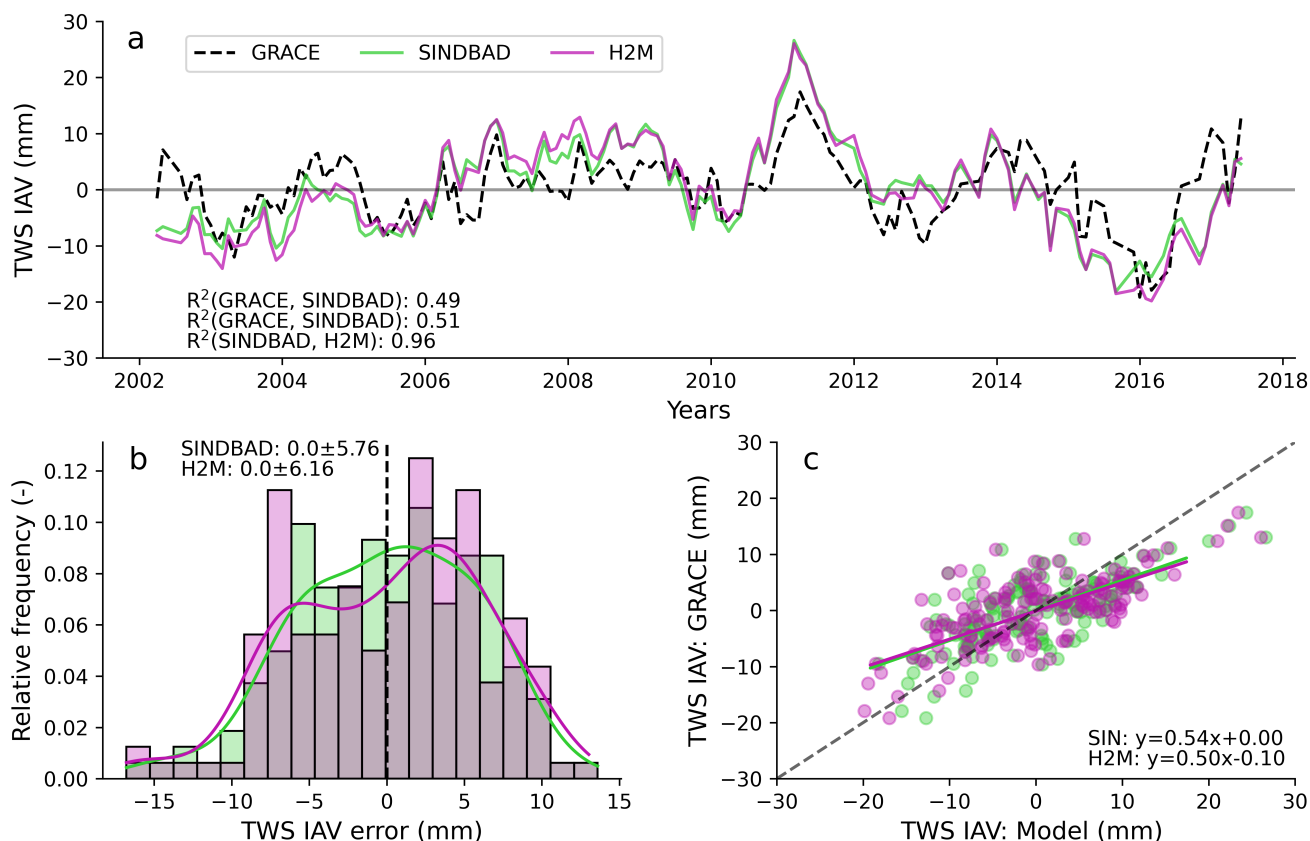 a
GRACE SINDBAD H2M
30
20
10
0
−10
−20
−30
TWS IAV (mm)
R²(GRACE, SINDBAD): 0.49
R²(GRACE, SINDBAD): 0.51
R²(SINDBAD, H2M): 0.96
2002 2004 2006 2008 2010 2012 2014 2016 2018
Years
b
SINDBAD: 0.0±5.76
H2M: 0.0±6.16
0.12
0.10
0.08
0.06
0.04
0.02
0.00
Relative frequency (-)
−15 −10 −5 0 5 10 15
TWS IAV error (mm)
c
30
20
10
0
−10
−20
−30
TWS IAV: GRACE (mm)
SIN: y=0.54x+0.00
H2M: y=0.50x-0.10
−30 −20 −10 0 10 20 30
TWS IAV: Model (mm)